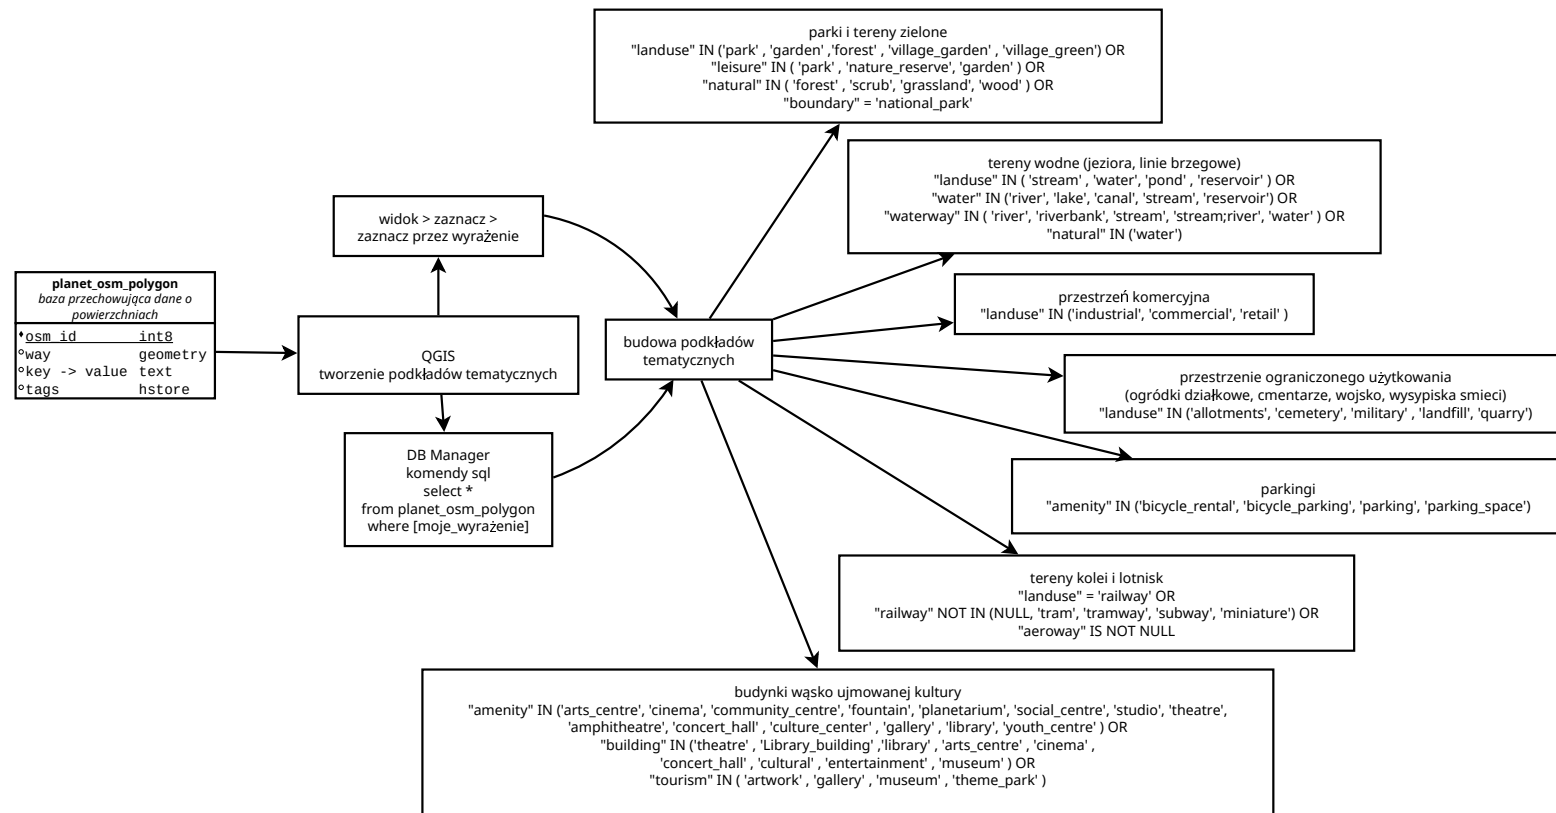 parki i tereny zielone
"landuse" IN ('park' , 'garden' ,'forest' , 'village_garden' , 'village_green') OR
"leisure" IN ( 'park' , 'nature_reserve', 'garden' ) OR
"natural" IN ( 'forest' , 'scrub', 'grassland', 'wood' ) OR
"boundary" = 'national_park'
tereny wodne (jeziora, linie brzegowe)
"landuse" IN ( 'stream' , 'water', 'pond' , 'reservoir' ) OR
"water" IN ('river', 'lake', 'canal', 'stream', 'reservoir') OR
"waterway" IN ( 'river', 'riverbank', 'stream', 'stream;river', 'water' ) OR
"natural" IN ('water')
widok > zaznacz >
zaznacz przez wyrażenie
planet_osm_polygon
baza przechowująca dane o
powierzchniach
osm_id int8
way geometry
key -> value text
tags hstore
QGIS
tworzenie podkładów tematycznych
budowa podkładów
tematycznych
przestrzeń komercyjna
"landuse" IN ('industrial', 'commercial', 'retail' )
przestrzenie ograniczonego użytkowania
(ogródki działkowe, cmentarze, wojsko, wysypiska smieci)
"landuse" IN ('allotments', 'cemetery', 'military' , 'landfill', 'quarry')
DB Manager
komendy sql
select *
from planet_osm_polygon
where [moje_wyrażenie]
parkingi
"amenity" IN ('bicycle_rental', 'bicycle_parking', 'parking', 'parking_space')
tereny kolei i lotnisk
"landuse" = 'railway' OR
"railway" NOT IN (NULL, 'tram', 'tramway', 'subway', 'miniature') OR
"aeroway" IS NOT NULL
budynki wąsko ujmowanej kultury
"amenity" IN ('arts_centre', 'cinema', 'community_centre', 'fountain', 'planetarium', 'social_centre', 'studio', 'theatre',
'amphitheatre', 'concert_hall' , 'culture_center' , 'gallery' , 'library', 'youth_centre' ) OR
"building" IN ('theatre' , 'Library_building' ,'library' , 'arts_centre' , 'cinema' ,
'concert_hall' , 'cultural' , 'entertainment' , 'museum' ) OR
"tourism" IN ( 'artwork' , 'gallery' , 'museum' , 'theme_park' )